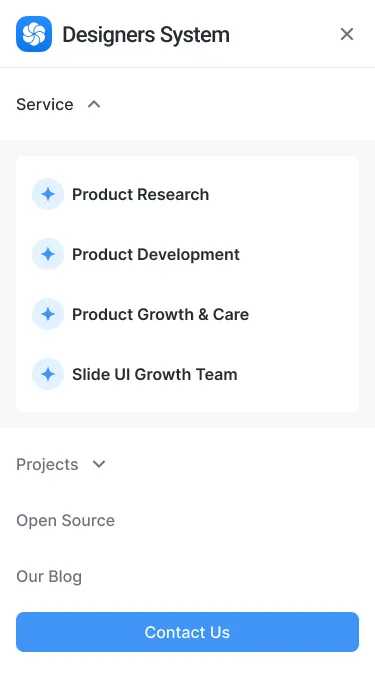 Designers System
Service
Product Research
Product Development
Product Growth & Care
Slide UI Growth Team
Projects
Open Source
Our Blog
Contact Us